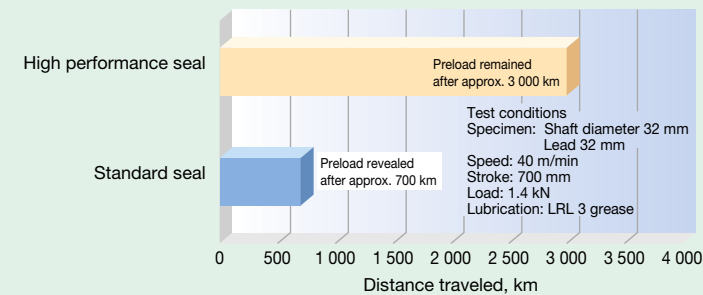 High performance seal
Preload remained
after approx. 3 000 km
Test conditions
Specimen: Shaft diameter 32 mm
Lead 32 mm
Speed: 40 m/min
Stroke: 700 mm
Load: 1.4 kN
Lubrication: LRL 3 grease
Standard seal
Preload revealed
after approx. 700 km
0 500 1 000 1 500 2 000 2 500 3 000 3 500 4 000
Distance traveled, km